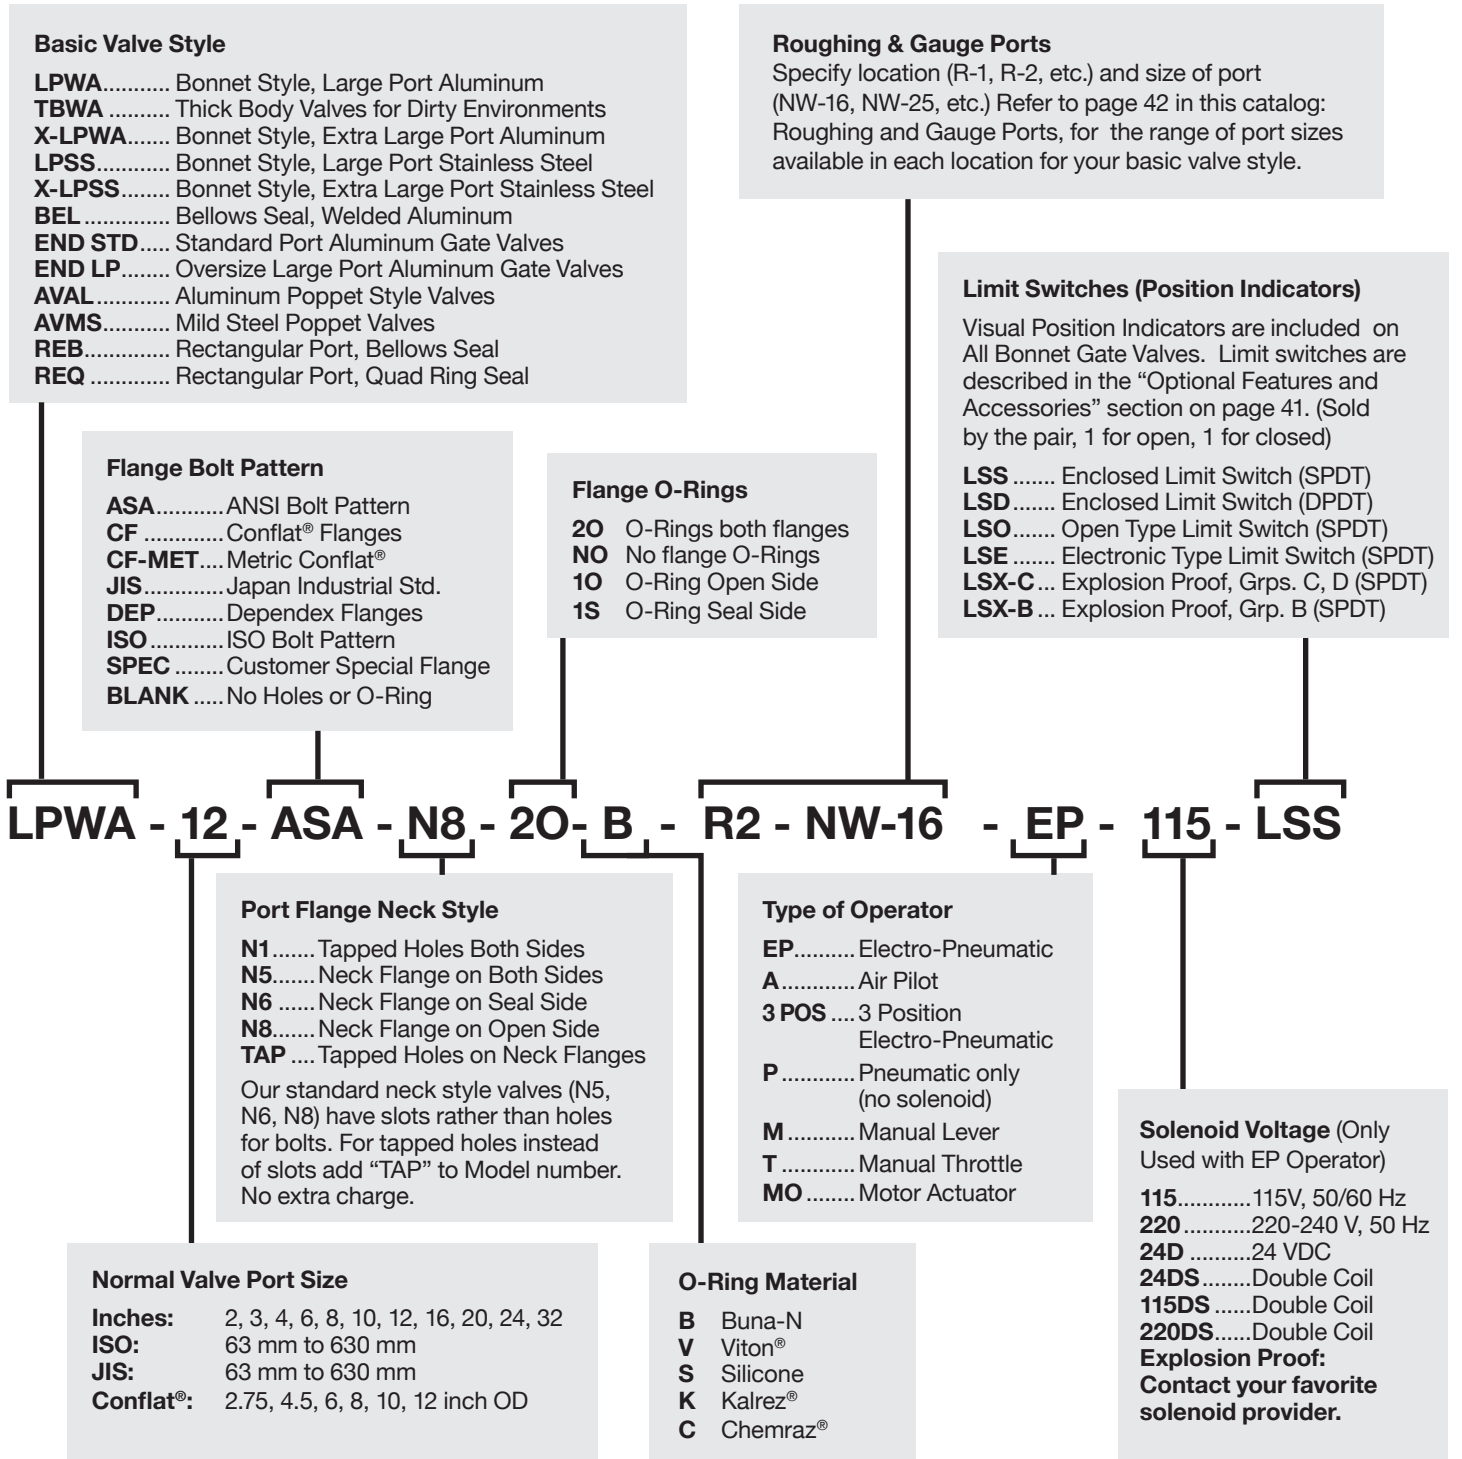 Basic Valve Style
LPWA........... Bonnet Style, Large Port Aluminum
TBWA .......... Thick Body Valves for Dirty Environments
X-LPWA....... Bonnet Style, Extra Large Port Aluminum
LPSS............ Bonnet Style, Large Port Stainless Steel
X-LPSS........ Bonnet Style, Extra Large Port Stainless Steel
BEL .............. Bellows Seal, Welded Aluminum
END STD..... Standard Port Aluminum Gate Valves
END LP........ Oversize Large Port Aluminum Gate Valves
AVAL............ Aluminum Poppet Style Valves
AVMS........... Mild Steel Poppet Valves
REB.............. Rectangular Port, Bellows Seal
REQ ............. Rectangular Port, Quad Ring Seal
Roughing & Gauge Ports
Specify location (R-1, R-2, etc.) and size of port
(NW-16, NW-25, etc.) Refer to page 42 in this catalog:
Roughing and Gauge Ports, for the range of port sizes
available in each location for your basic valve style.
Limit Switches (Position Indicators)
Visual Position Indicators are included on
All Bonnet Gate Valves. Limit switches are
described in the “Optional Features and
Accessories” section on page 41. (Sold
by the pair, 1 for open, 1 for closed)
LSS ....... Enclosed Limit Switch (SPDT)
LSD ....... Enclosed Limit Switch (DPDT)
LSO....... Open Type Limit Switch (SPDT)
LSE ....... Electronic Type Limit Switch (SPDT)
LSX-C ... Explosion Proof, Grps. C, D (SPDT)
LSX-B ... Explosion Proof, Grp. B (SPDT)
Flange Bolt Pattern
ASA...........ANSI Bolt Pattern
CF .............Conflat® Flanges
CF-MET....Metric Conflat®
JIS.............Japan Industrial Std.
DEP...........Dependex Flanges
ISO ............ISO Bolt Pattern
SPEC ........Customer Special Flange
BLANK .....No Holes or O-Ring
Flange O-Rings
2O O-Rings both flanges
NO No flange O-Rings
1O O-Ring Open Side
1S O-Ring Seal Side
LPWA - 12 - ASA - N8 - 2O- B - R2 - NW-16 - EP - 115 - LSS
Port Flange Neck Style
N1.......Tapped Holes Both Sides
N5.......Neck Flange on Both Sides
N6 ......Neck Flange on Seal Side
N8.......Neck Flange on Open Side
TAP ....Tapped Holes on Neck Flanges
Our standard neck style valves (N5,
N6, N8) have slots rather than holes
for bolts. For tapped holes instead
of slots add “TAP” to Model number.
No extra charge.
Type of Operator
EP..........Electro-Pneumatic
A ............Air Pilot
3 POS ....3 Position
Electro-Pneumatic
P ............Pneumatic only
(no solenoid)
M ...........Manual Lever
T ............Manual Throttle
MO ........Motor Actuator
Solenoid Voltage (Only
Used with EP Operator)
115............115V, 50/60 Hz
220 ...........220-240 V, 50 Hz
24D ..........24 VDC
24DS ........Double Coil
115DS ......Double Coil
220DS......Double Coil
Explosion Proof:
Contact your favorite
solenoid provider.
Normal Valve Port Size
Inches: 2, 3, 4, 6, 8, 10, 12, 16, 20, 24, 32
ISO: 63 mm to 630 mm
JIS: 63 mm to 630 mm
Conflat®: 2.75, 4.5, 6, 8, 10, 12 inch OD
O-Ring Material
B Buna-N
V Viton®
S Silicone
K Kalrez®
C Chemraz®